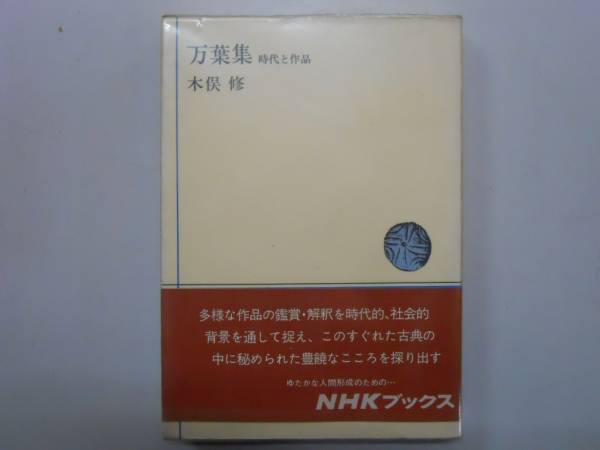 万葉集 時代と作品
木俣 修
多様な作品の鑑賞・解釈を時代的、社会的
背景を通して捉え、このすぐれた古典の
中に秘められた豊饒なこころを探り出す
ゆたかな人間形成のための…
NHKブックス